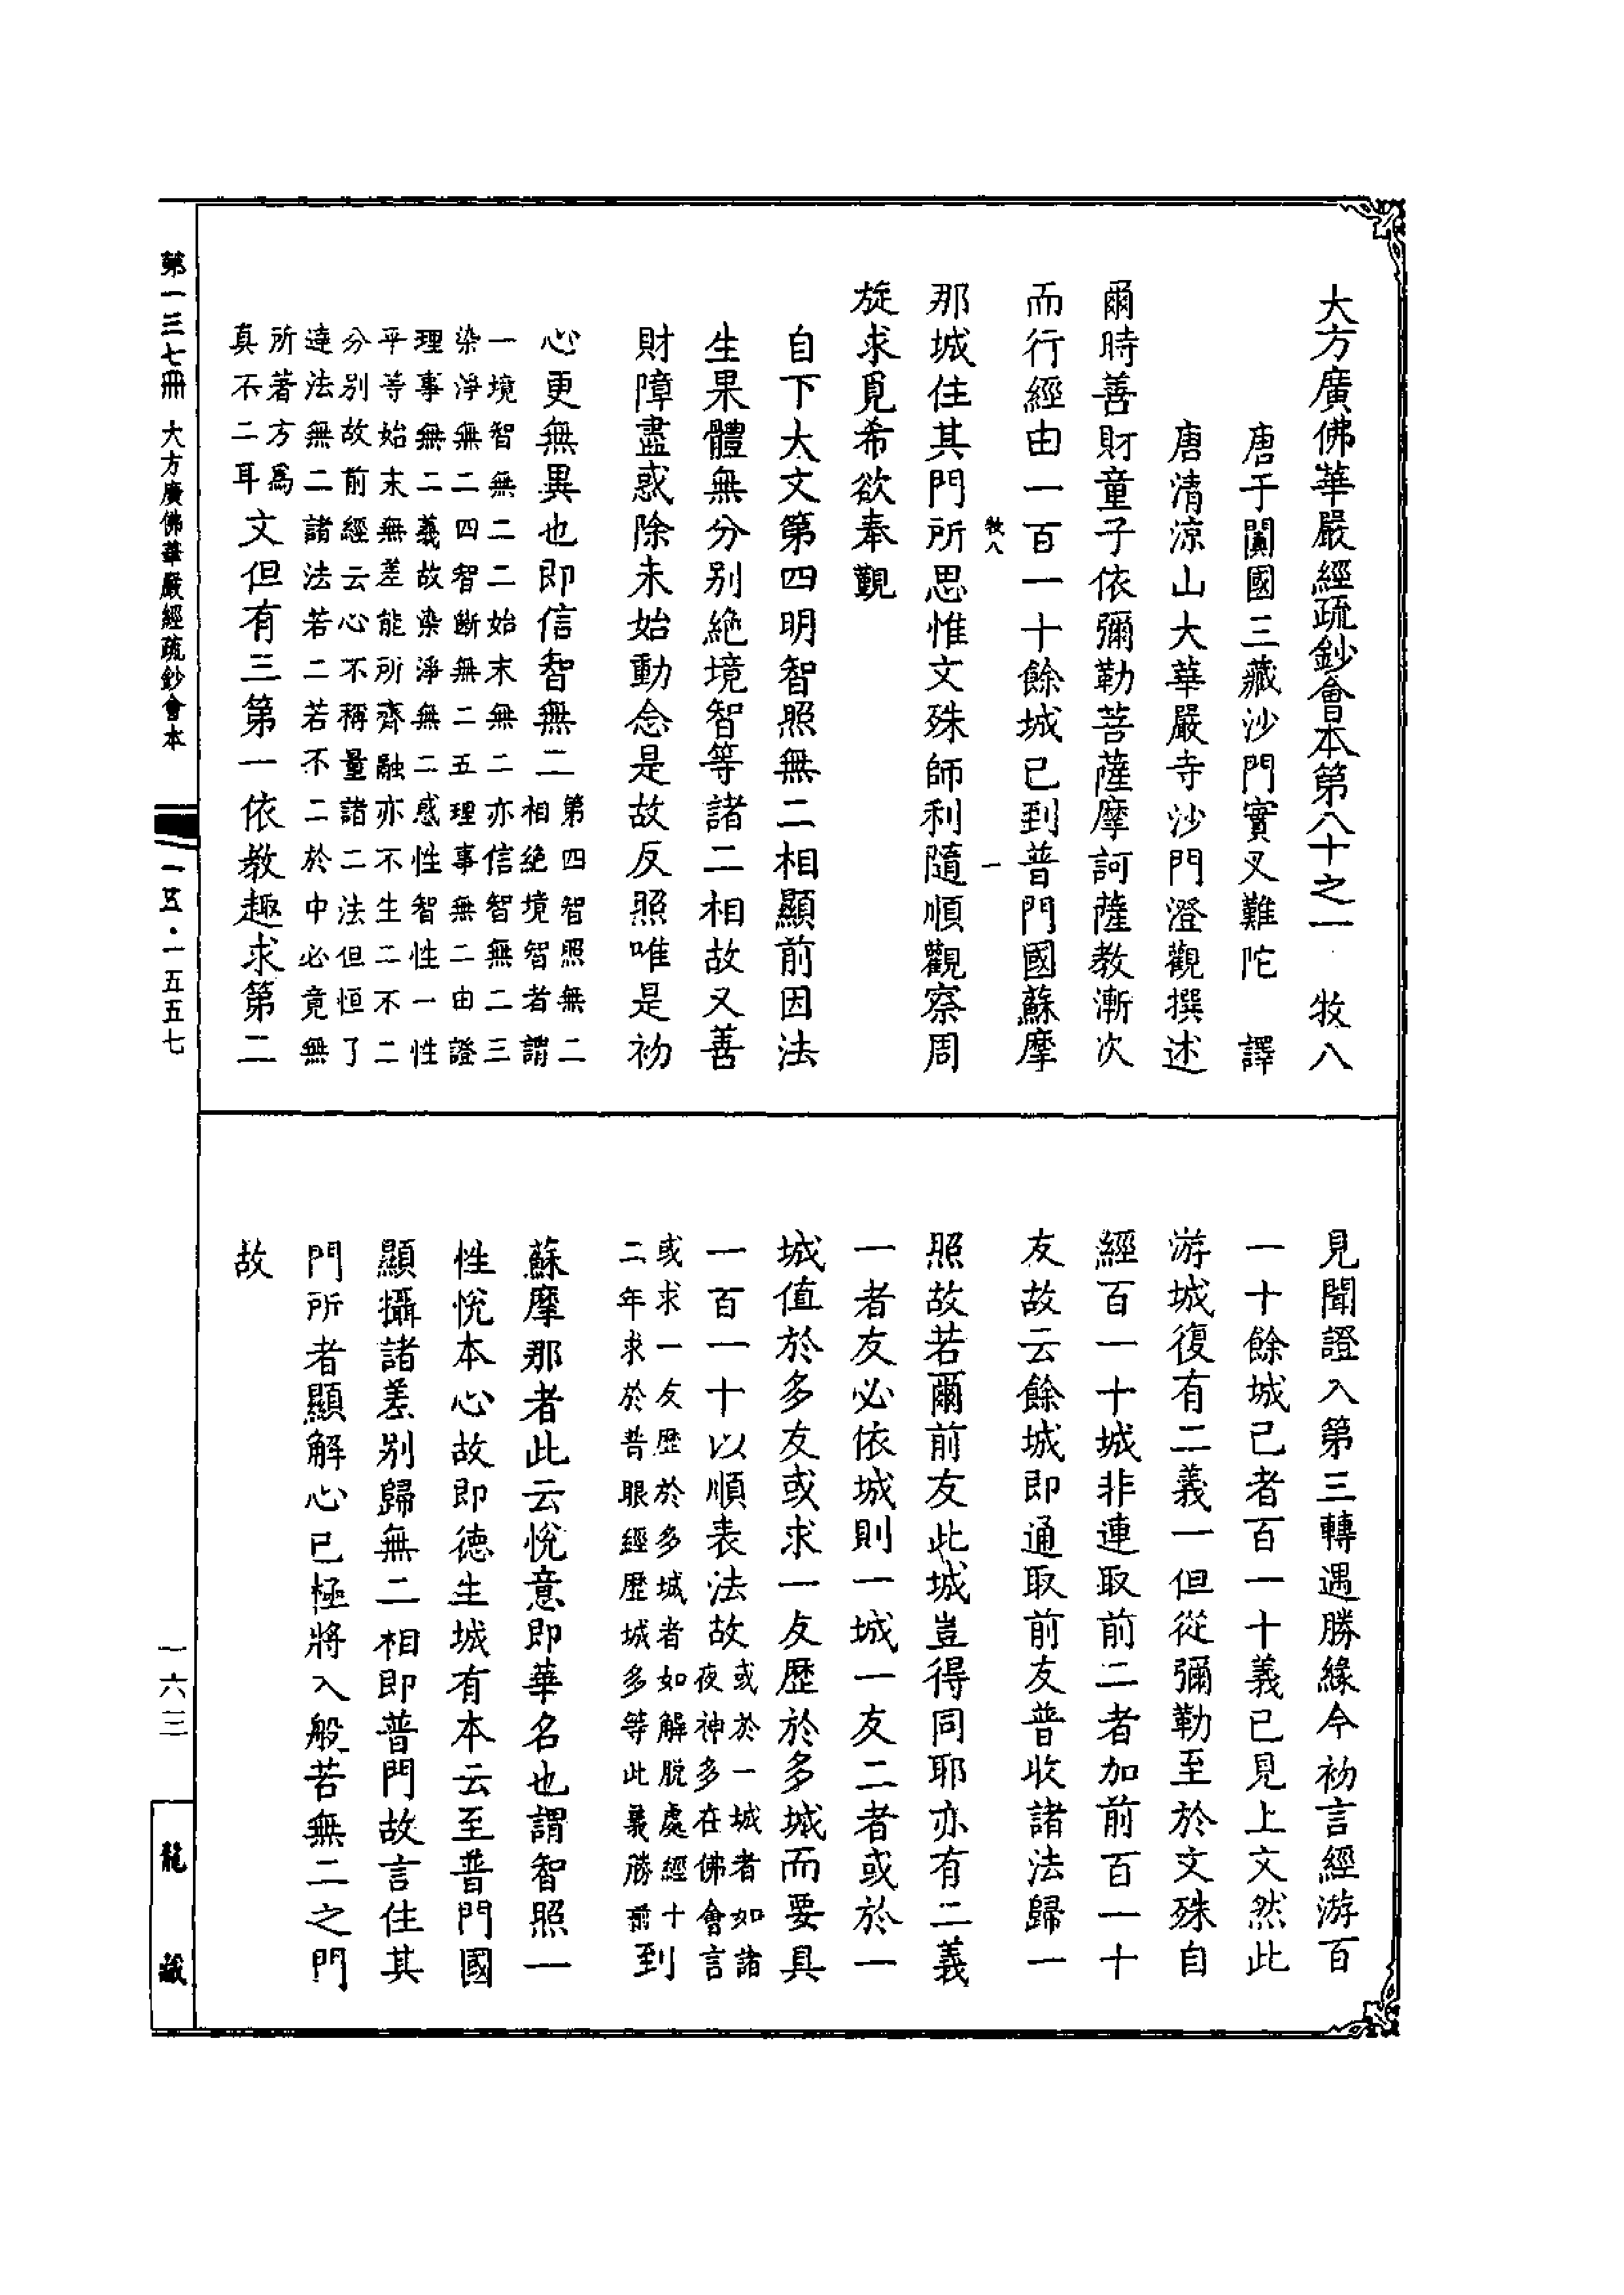 大方廣佛華嚴經疏鈔會本第八十之一　牧八
唐于闐國三藏沙門實叉難陀　譯
唐清涼山大華嚴寺沙門澄觀撰述
爾時善財童子依彌勒菩薩摩訶薩教漸次
而行經由一百一十餘城已到普門國蘇摩
牧八　一
那城住其門所思惟文殊師利隨順觀察周
旋求覓希欲奉覲
自下大文第四明智照無二相顯前因法
生果體無分别絶境智等諸二相故又善
財障盡惑除未始動念是故反照唯是初
心更無異也即信智無二第四智照無二
相絶境智者謂
一境智無二二始末無二亦信智無二三
染淨無二四智斷無二五理事無二由證
理事無二義故染淨無二惑性智性一性
平等始末無差能所齊融亦不生二不二
分别故前經云心不稱量諸二法但恒了
達法無二諸法若二若不二於中必竟無
所著方爲
真不二耳文但有三第一依教趣求第二
見聞證入第三轉遇勝緣今初言經游百
一十餘城已者百一十義已見上文然此
游城復有二義一但從彌勒至於文殊自
經百一十城非連取前二者加前百一十
友故云餘城即通取前友普收諸法歸一
照故若爾前友此城豈得同耶亦有二義
一者友必依城則一城一友二者或於一
城值於多友或求一友歷於多城而要具
一百一十以順表法故或於一城者如諸
夜神多在佛會言
或求一友歷於多城者如解脱處經十
二年求於普眼經歷城多等此義勝前到
蘇摩那者此云悅意即華名也謂智照一
性悅本心故即德生城有本云至普門國
顯攝諸差别歸無二相即普門故言住其
門所者顯解心已極將入般若無二之門
故
第一三七冊　大方廣佛華嚴經疏鈔會本
一五・一五五七
一六三
龍藏